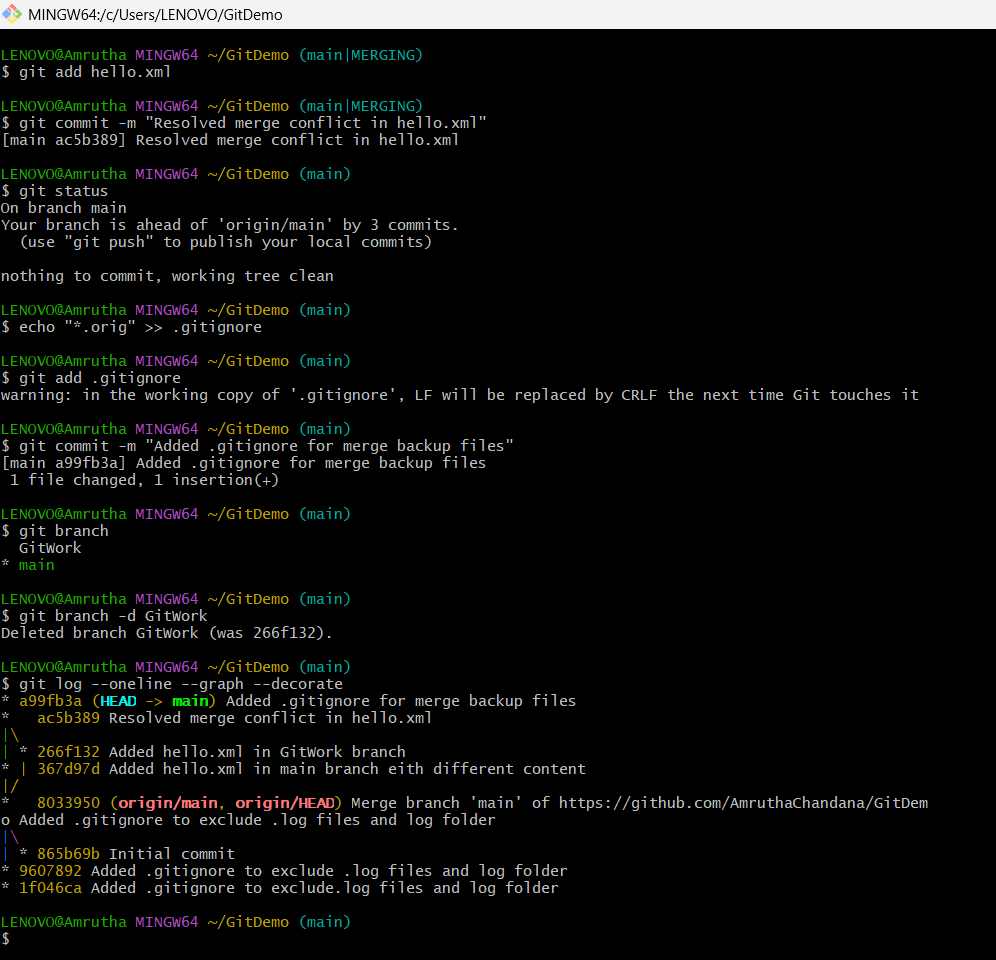 MINGW64:/c/Users/LENOVO/GitDemo
LENOVO@Amrutha MINGW64 ~/GitDemo (main|MERGING)
$ git add hello.xml
LENOVO@Amrutha MINGW64 ~/GitDemo (main|MERGING)
$ git commit -m "Resolved merge conflict in hello.xml"
[main ac5b389] Resolved merge conflict in hello.xml
LENOVO@Amrutha MINGW64 ~/GitDemo (main)
$ git status
On branch main
Your branch is ahead of 'origin/main' by 3 commits.
  (use "git push" to publish your local commits)
nothing to commit, working tree clean
LENOVO@Amrutha MINGW64 ~/GitDemo (main)
$ echo "*.orig" >> .gitignore
LENOVO@Amrutha MINGW64 ~/GitDemo (main)
$ git add .gitignore
warning: in the working copy of '.gitignore', LF will be replaced by CRLF the next time Git touches it
LENOVO@Amrutha MINGW64 ~/GitDemo (main)
$ git commit -m "Added .gitignore for merge backup files"
[main a99fb3a] Added .gitignore for merge backup files
 1 file changed, 1 insertion(+)
LENOVO@Amrutha MINGW64 ~/GitDemo (main)
$ git branch
  GitWork
* main
LENOVO@Amrutha MINGW64 ~/GitDemo (main)
$ git branch -d GitWork
Deleted branch GitWork (was 266f132).
LENOVO@Amrutha MINGW64 ~/GitDemo (main)
$ git log --oneline --graph --decorate
* a99fb3a (HEAD -> main) Added .gitignore for merge backup files
*   ac5b389 Resolved merge conflict in hello.xml
|\
| * 266f132 Added hello.xml in GitWork branch
* | 367d97d Added hello.xml in main branch eith different content
|/
*   8033950 (origin/main, origin/HEAD) Merge branch 'main' of https://github.com/AmruthaChandana/GitDem
o Added .gitignore to exclude .log files and log folder
|\
| * 865b69b Initial commit
* 9607892 Added .gitignore to exclude .log files and log folder
* 1f046ca Added .gitignore to exclude.log files and log folder
LENOVO@Amrutha MINGW64 ~/GitDemo (main)
$